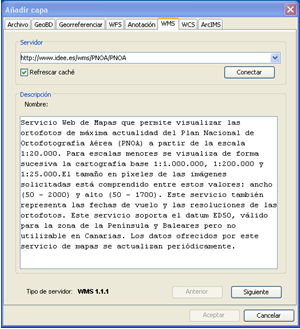 Añadir capa
Archivo GeoBD Georreferenciar WFS Anotación WMS WCS ArcIMS
Servidor
http://www.idee.es/wms/PNOA/PNOA
Refrescar caché
Conectar
Descripción
Nombre:
Servicio Web de Mapas que permite visualizar las
ortofotos de máxima actualidad del Plan Nacional de
Ortofotografía Aérea (PNOA) a partir de la escala
1:20.000. Para escalas menores se visualiza de forma
sucesiva la cartografía base 1:1.000.000, 1:200.000 y
1:25.000.El tamaño en píxeles de las imágenes
solicitadas está comprendido entre estos valores: ancho
(50 - 2000) y alto (50 - 1700). Este servicio también
representa las fechas de vuelo y las resoluciones de las
ortofotos. Este servicio soporta el datum ED50, válido
para la zona de la Península y Baleares pero no
utilizable en Canarias. Los datos ofrecidos por este
servicio de mapas se actualizan periódicamente.
Tipo de servidor: WMS 1.1.1
Anterior
Siguiente
Aceptar
Cancelar